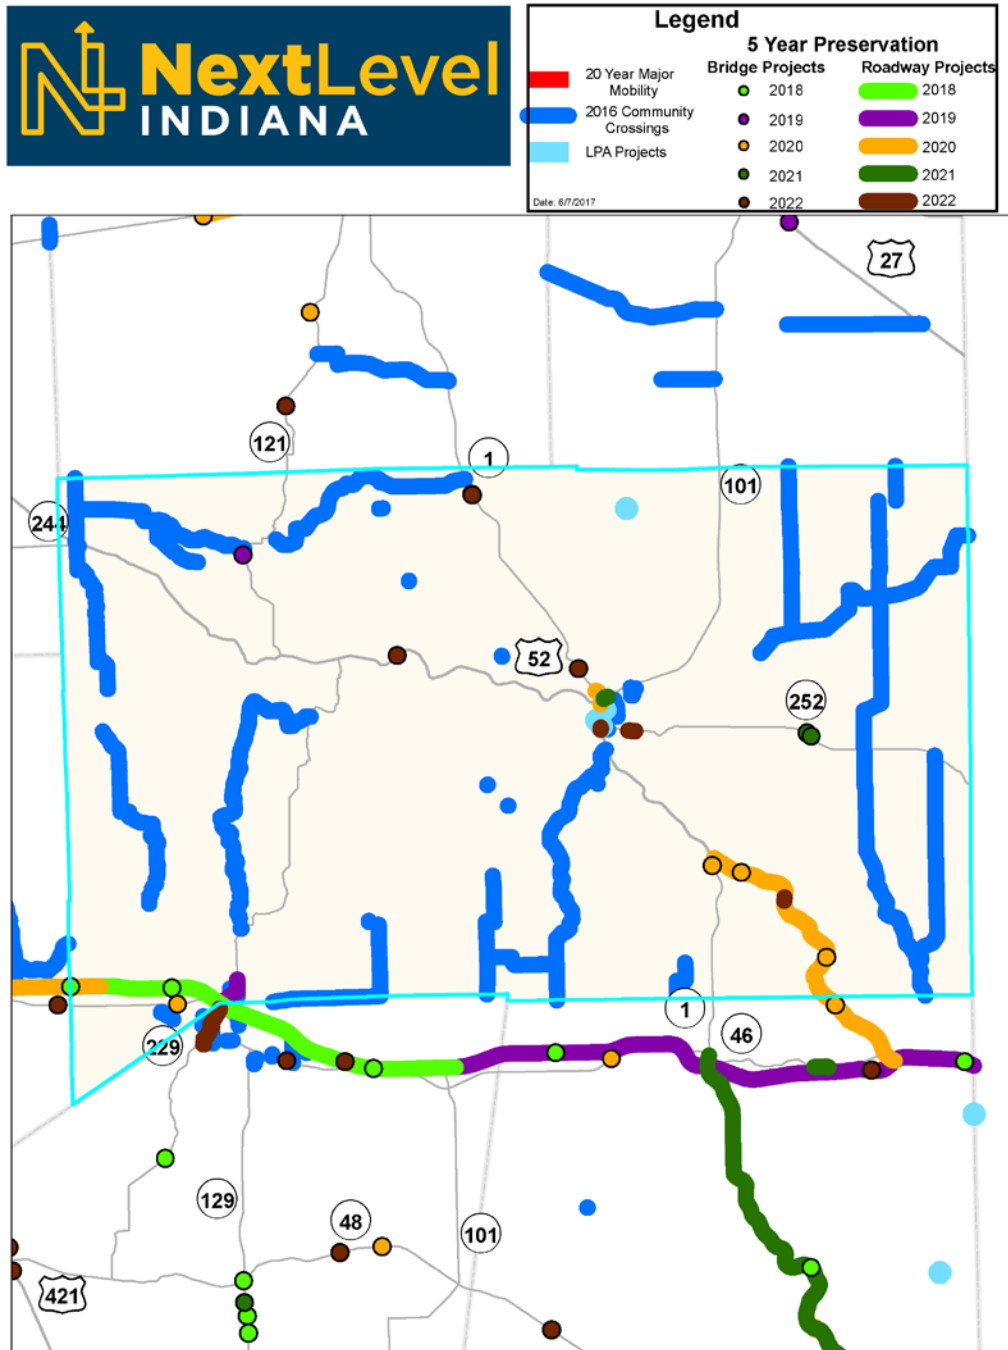 NextLevel
INDIANA
Legend
5 Year Preservation
Bridge Projects
Roadway Projects
20 Year Major
Mobility
2016 Community
Crossings
LPA Projects
2018
2019
2020
2021
2022
2018
2019
2020
2021
2022
Date: 6/7/2017
27
121
1
101
244
52
252
1
46
229
129
48
101
421